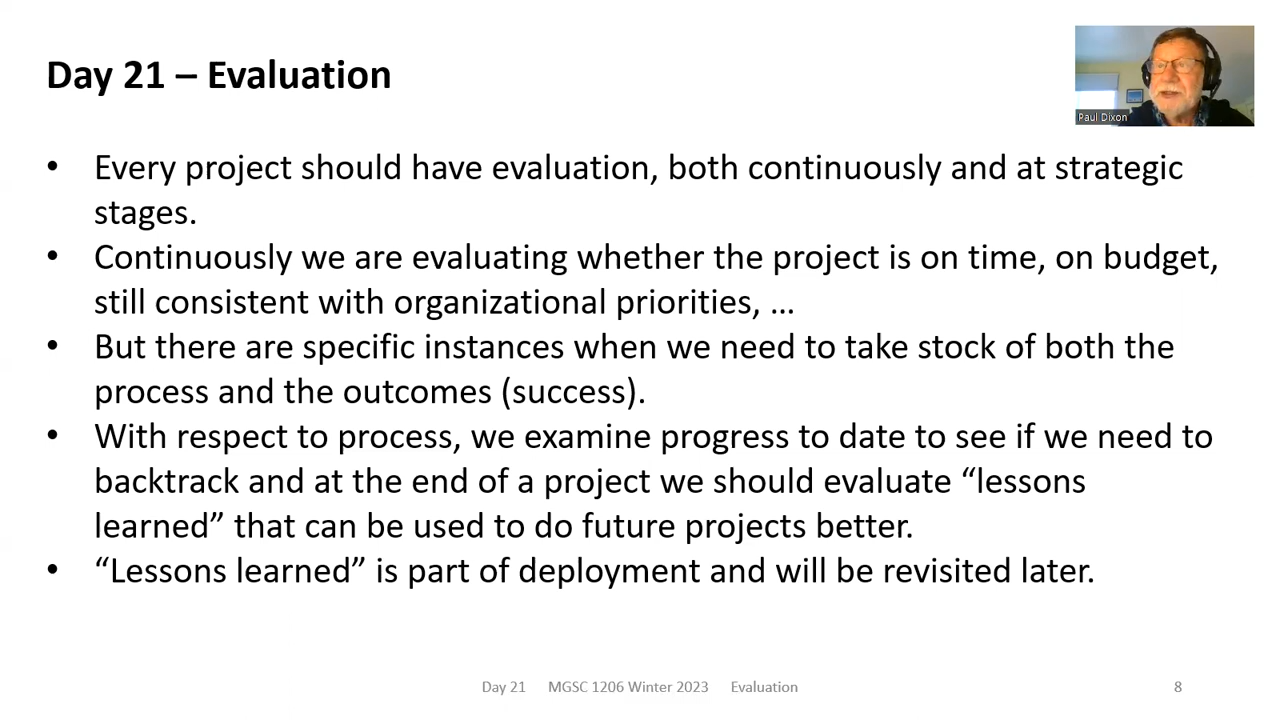 Day 21 – Evaluation
Paul Dixon
• Every project should have evaluation, both continuously and at strategic
stages.
• Continuously we are evaluating whether the project is on time, on budget,
still consistent with organizational priorities, …
• But there are specific instances when we need to take stock of both the
process and the outcomes (success).
• With respect to process, we examine progress to date to see if we need to
backtrack and at the end of a project we should evaluate “lessons
learned” that can be used to do future projects better.
• “Lessons learned” is part of deployment and will be revisited later.
Day 21 MGSC 1206 Winter 2023 Evaluation 8